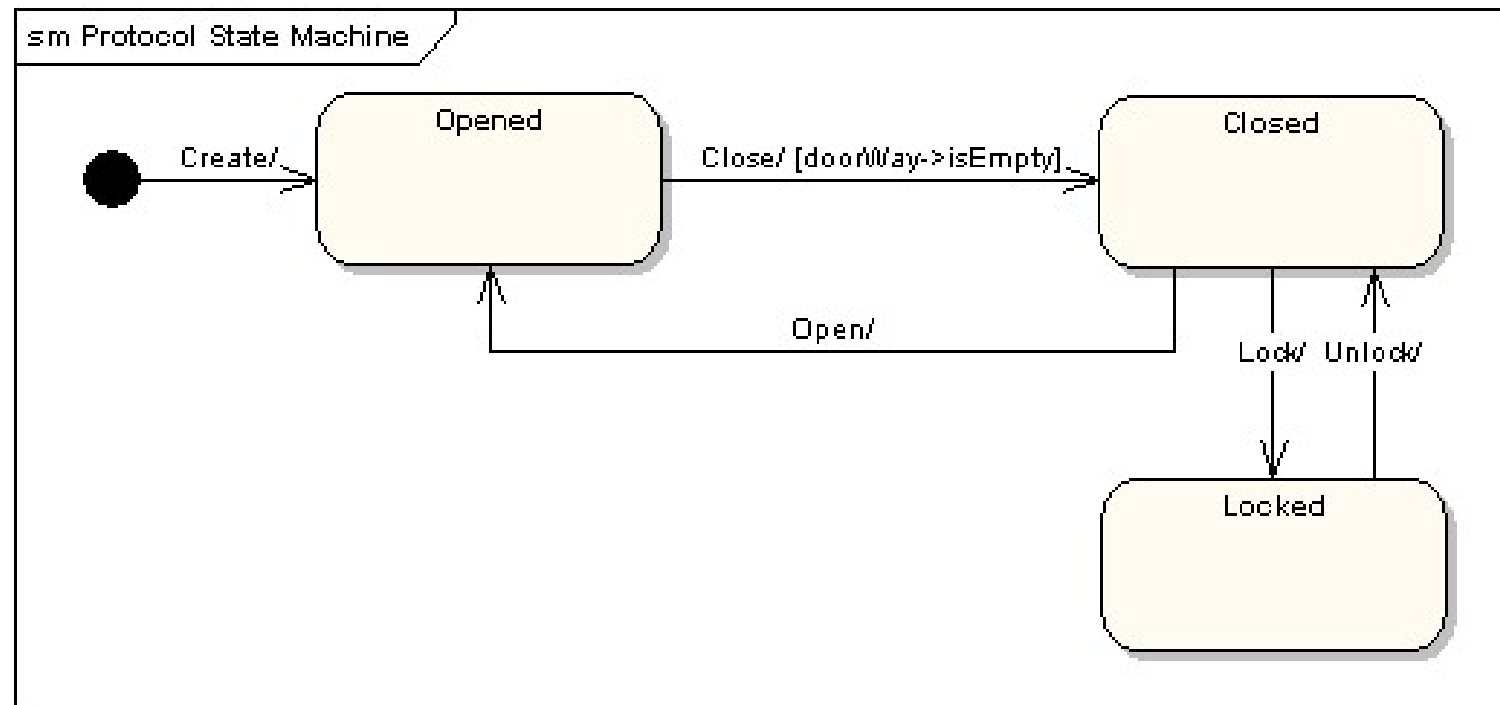 sm Protocol State Machine
Opened
Closed
Create/
Close/ [doorWay->isEmpty]
Open/
Lock/
Unlock/
Locked